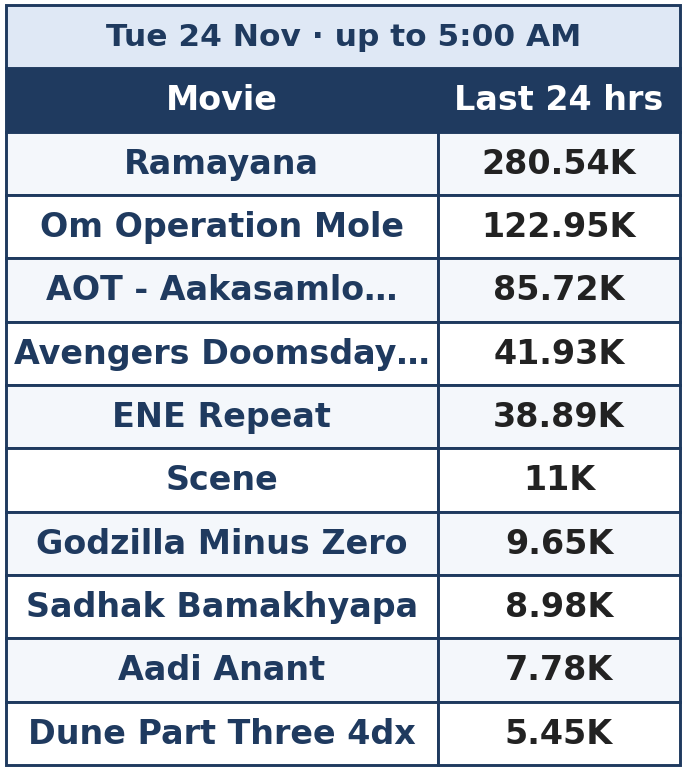 Tue 24 Nov · up to 5:00 AM
Movie Last 24 hrs
Ramayana 280.54K
Om Operation Mole 122.95K
AOT - Aakasamlo... 85.72K
Avengers Doomsday... 41.93K
ENE Repeat 38.89K
Scene 11K
Godzilla Minus Zero 9.65K
Sadhak Bamakhyapa 8.98K
Aadi Anant 7.78K
Dune Part Three 4dx 5.45K